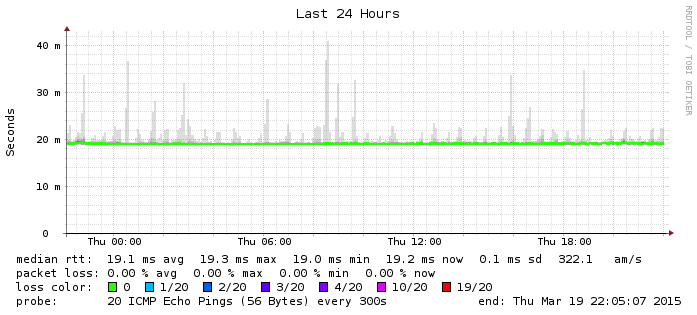 Last 24 Hours
RRDTOOL / TOBI OETIKER
Seconds
40 m
30 m
20 m
10 m
0
Thu 00:00 Thu 06:00 Thu 12:00 Thu 18:00
median rtt: 19.1 ms avg 19.3 ms max 19.0 ms min 19.2 ms now 0.1 ms sd 322.1 am/s
packet loss: 0.00 % avg 0.00 % max 0.00 % min 0.00 % now
loss color: 0 1/20 2/20 3/20 4/20 10/20 19/20
probe: 20 ICMP Echo Pings (56 Bytes) every 300s end: Thu Mar 19 22:05:07 2015